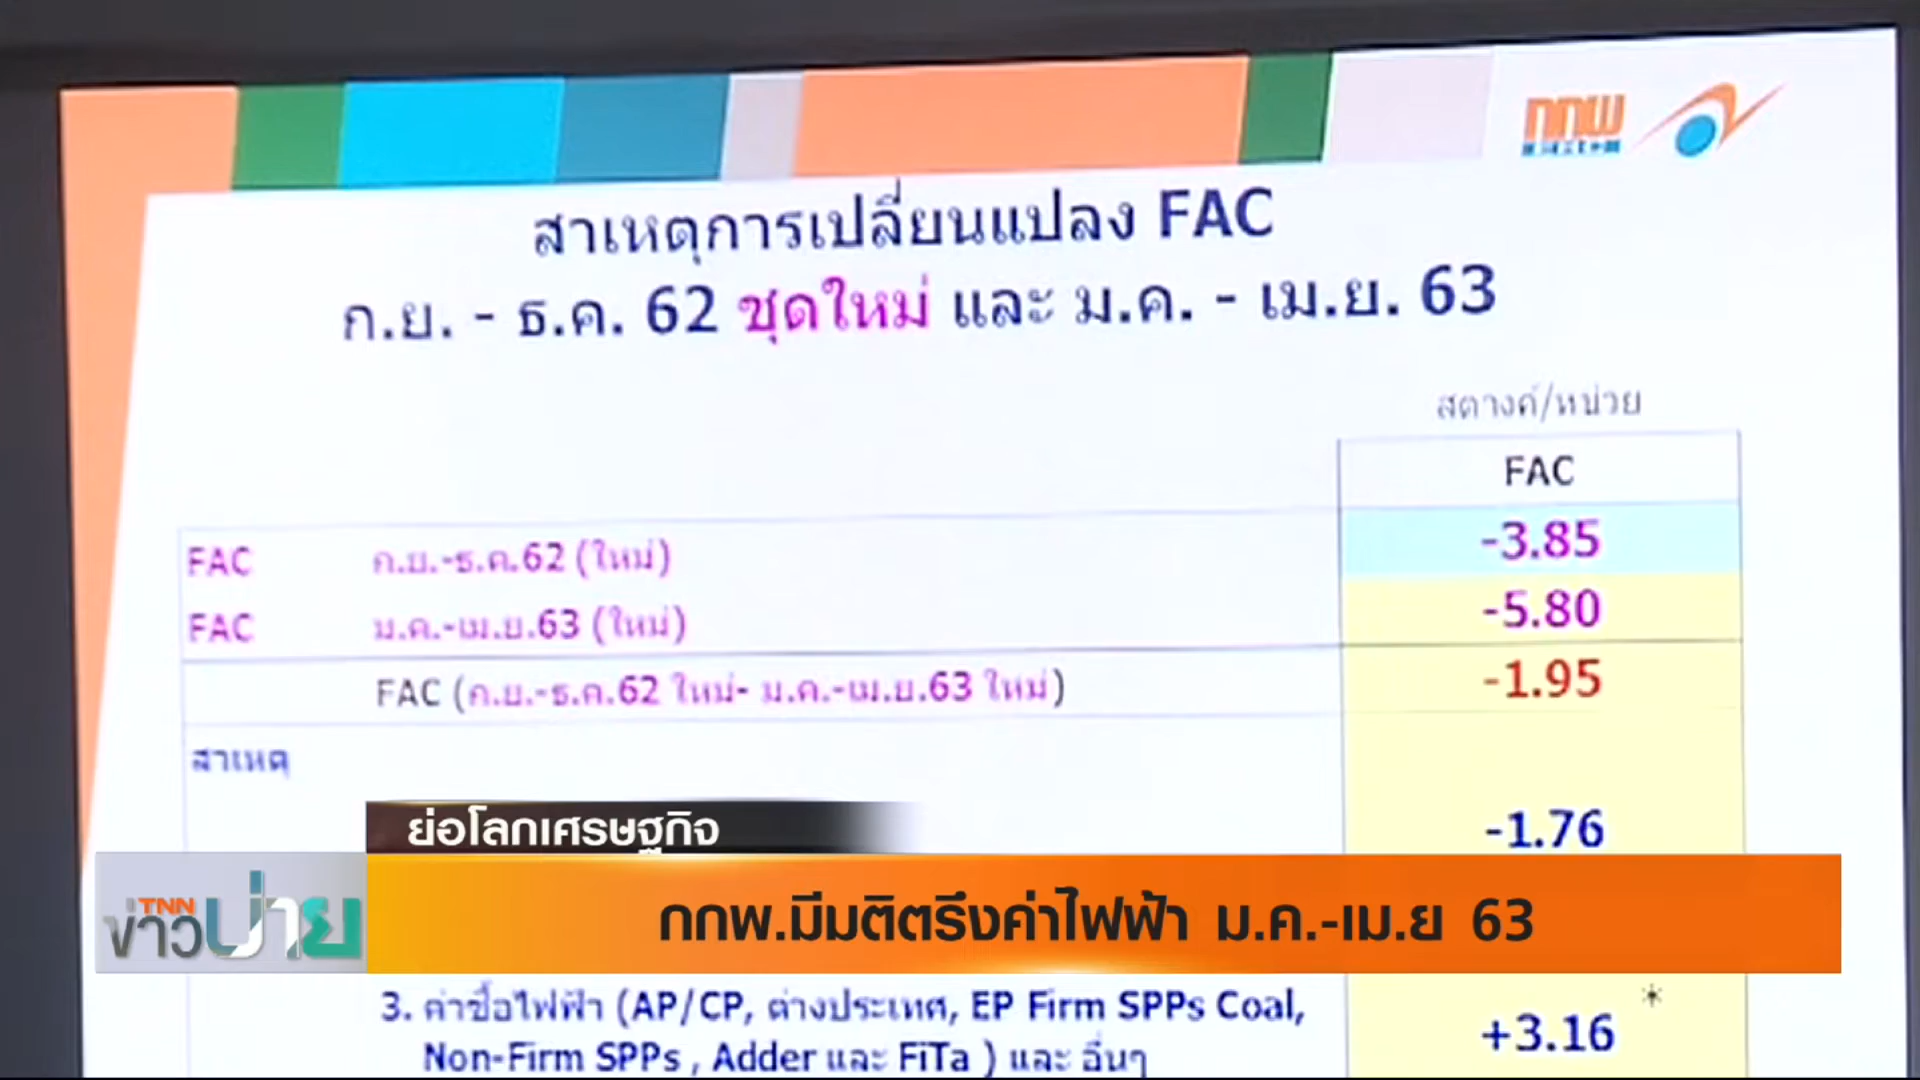 กกพ
สาเหตุการเปลี่ยนแปลง FAC
ก.ย. - ธ.ค. 62 ชุดใหม่ และ ม.ค. - เม.ย. 63
สตางค์/หน่วย
FAC
FAC ก.ย.-ธ.ค.62 (ใหม่) -3.85
FAC ม.ค.-เม.ย.63 (ใหม่) -5.80
FAC (ก.ย.-ธ.ค.62 ใหม่- ม.ค.-เม.ย.63 ใหม่) -1.95
สาเหตุ
-1.76
ย่อโลกเศรษฐกิจ
TNN
ข่าวบ่าย
กกพ.มีมติตรึงค่าไฟฟ้า ม.ค.-เม.ย 63
3. ค่าซื้อไฟฟ้า (AP/CP, ต่างประเทศ, EP Firm SPPs Coal,
Non-Firm SPPs , Adder และ FiTa ) และ อื่นๆ
+3.16 *